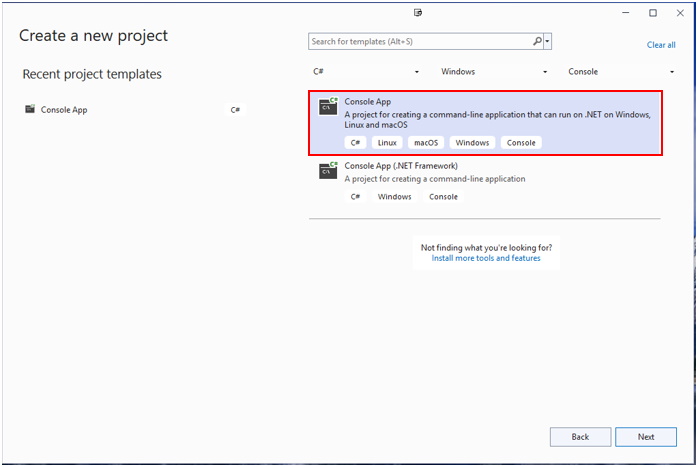 Create a new project
Recent project templates
Console App C#
Search for templates (Alt+S)
Clear all
C# Windows Console
C#
C:\
Console App
A project for creating a command-line application that can run on .NET on Windows,
Linux and macOS
C# Linux macOS Windows Console
C#
C:\
Console App (.NET Framework)
A project for creating a command-line application
C# Windows Console
Not finding what you're looking for?
Install more tools and features
Back Next